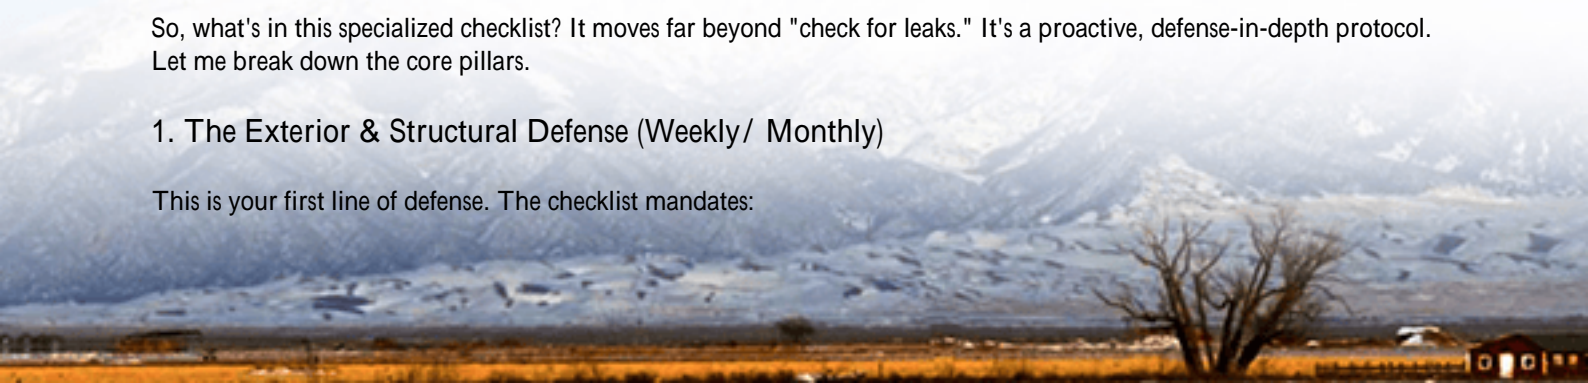 So, what's in this specialized checklist? It moves far beyond "check for leaks." It's a proactive, defense-in-depth protocol.
Let me break down the core pillars.
1. The Exterior & Structural Defense (Weekly/ Monthly)
This is your first line of defense. The checklist mandates: